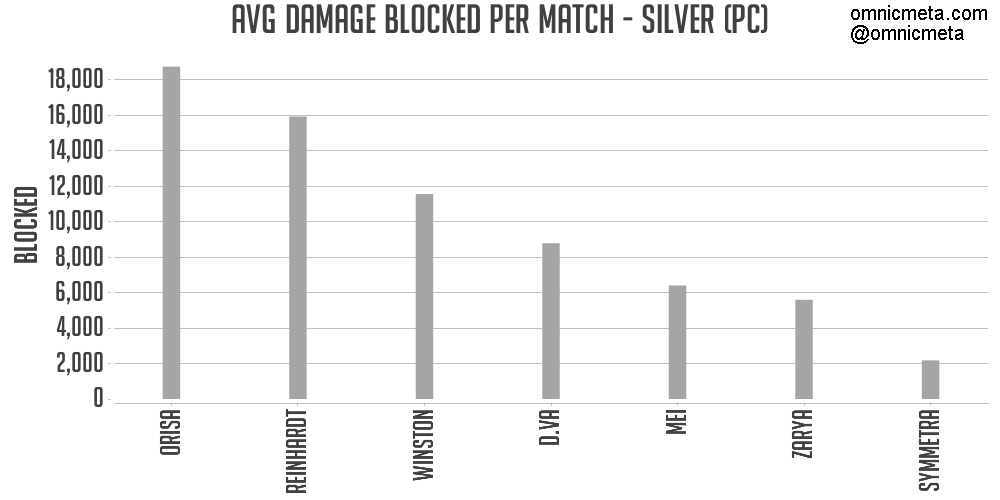 AVG DAMAGE BLOCKED PER MATCH - SILVER (PC)
omnicmeta.com
@omnicmeta
BLOCKED
18,000
16,000
14,000
12,000
10,000
8,000
6,000
4,000
2,000
0
ORISA
REINHARDT
WINSTON
D.VA
MEI
ZARYA
SYMMETRA